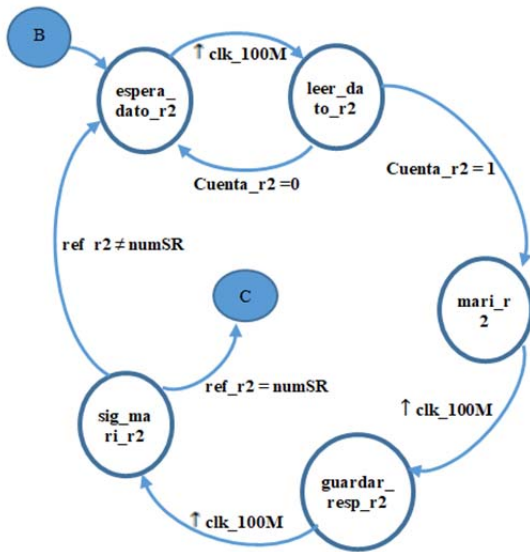 B
↑ clk_100M
espera_
dato_r2
leer_da
to_r2
Cuenta_r2 =0
Cuenta_r2 = 1
ref r2 ≠ numSR
C
mari_r
2
ref_r2 = numSR
sig_ma
ri_r2
↑ clk_100M
guardar_
resp_r2
↑ clk_100M